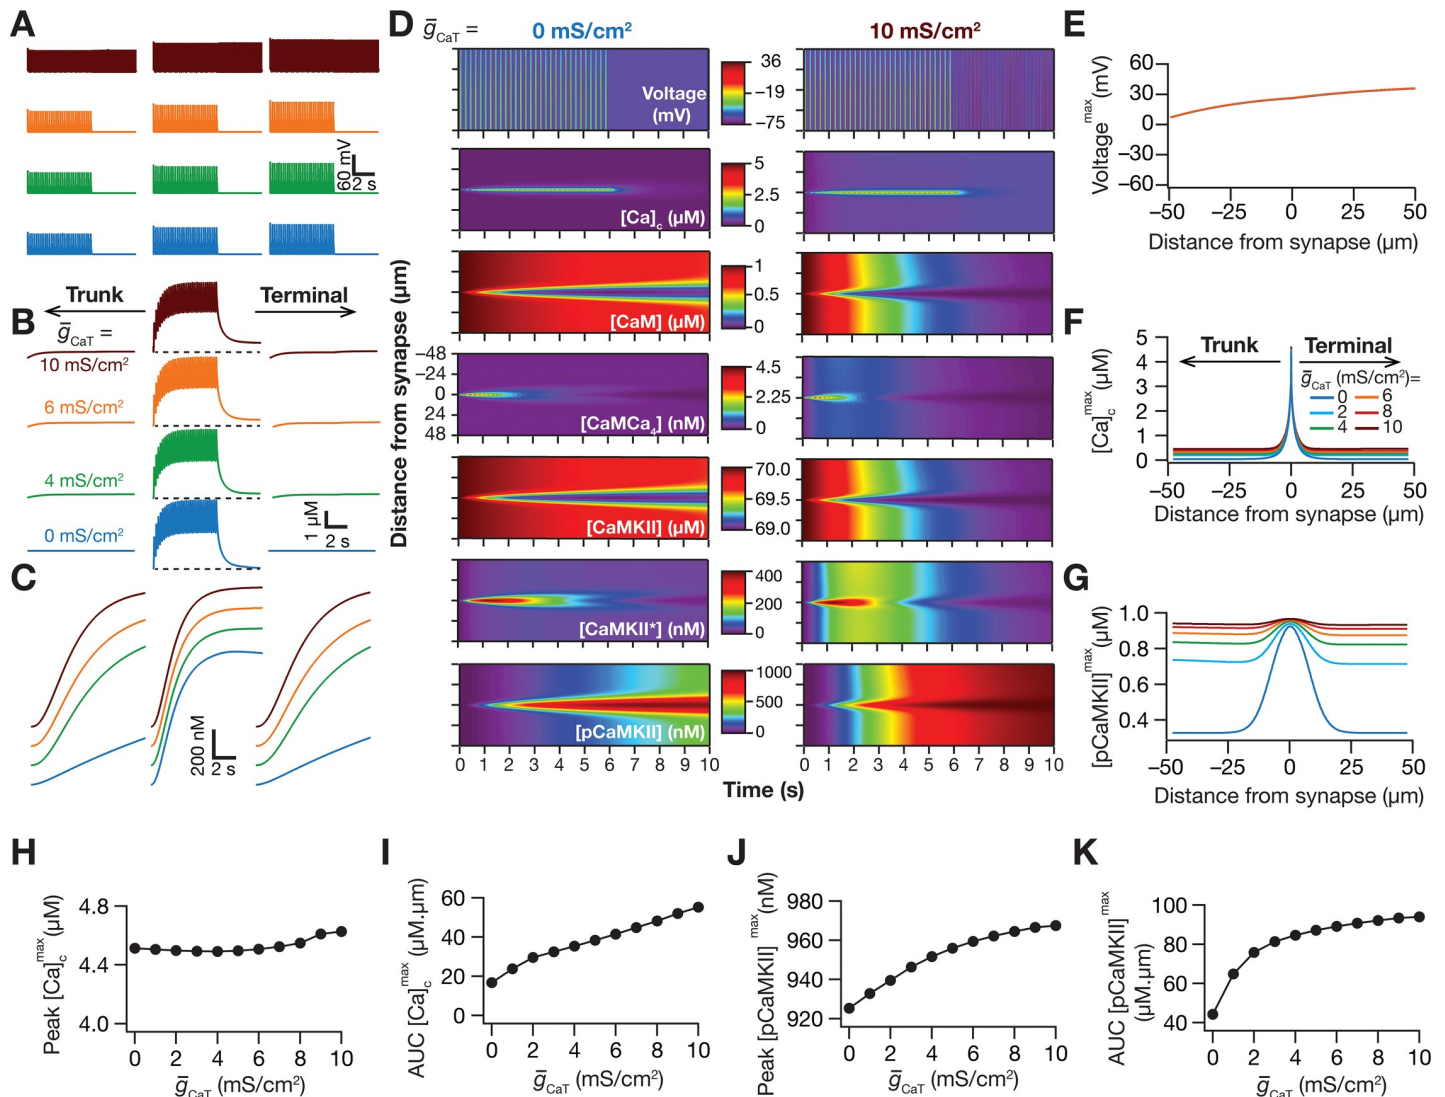 A
60 mV
2 s
B
Trunk
Terminal
g̅CaT =
10 mS/cm²
6 mS/cm²
4 mS/cm²
0 mS/cm²
1 µM
2 s
C
200 nM
2 s
D
g̅CaT =
0 mS/cm²
10 mS/cm²
Voltage
(mV)
36
−19
−75
[Ca]c (µM)
5
2.5
0
[CaM] (µM)
1
0.5
0
−48
−24
0
24
48
[CaMCa4] (nM)
4.5
2.25
0
[CaMKII] (µM)
70.0
69.5
69.0
[CaMKII*] (nM)
400
200
0
[pCaMKII] (nM)
1000
500
0
Distance from synapse (µm)
0 1 2 3 4 5 6 7 8 9 10
0 1 2 3 4 5 6 7 8 9 10
Time (s)
E
Voltage max (mV)
60
30
0
−30
−60
−50 −25 0 25 50
Distance from synapse (µm)
F
[Ca]c max (µM)
5
4
3
2
1
0
Trunk
Terminal
g̅CaT (mS/cm²)=
0 6
2 8
4 10
−50 −25 0 25 50
Distance from synapse (µm)
G
[pCaMKII] max (µM)
1.0
0.8
0.6
0.4
−50 −25 0 25 50
Distance from synapse (µm)
H
Peak [Ca]c max (µM)
4.8
4.4
4.0
0 2 4 6 8 10
g̅CaT (mS/cm²)
I
AUC [Ca]c max (µM.µm)
60
40
20
0
0 2 4 6 8 10
g̅CaT (mS/cm²)
J
Peak [pCaMKII] max (nM)
980
960
940
920
0 2 4 6 8 10
g̅CaT (mS/cm²)
K
AUC [pCaMKII] max
(µM.µm)
100
80
60
40
0 2 4 6 8 10
g̅CaT (mS/cm²)